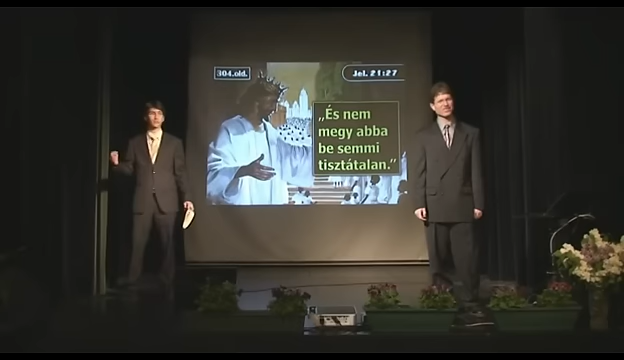 304.old.
Jel. 21:27
„És nem
megy abba
be semmi
tisztátalan.”